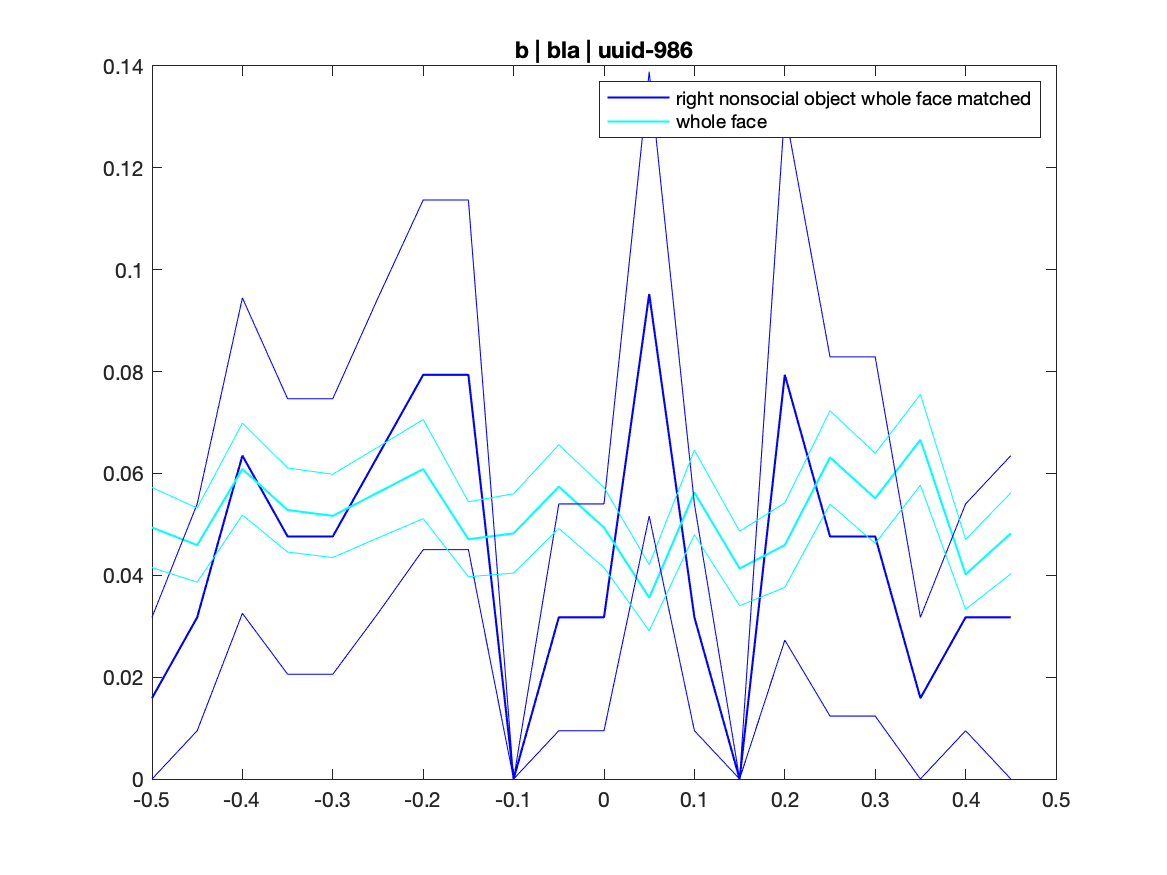 b | bla | uuid-986
right nonsocial object whole face matched
whole face
0.14
0.12
0.1
0.08
0.06
0.04
0.02
0
-0.5 -0.4 -0.3 -0.2 -0.1 0 0.1 0.2 0.3 0.4 0.5